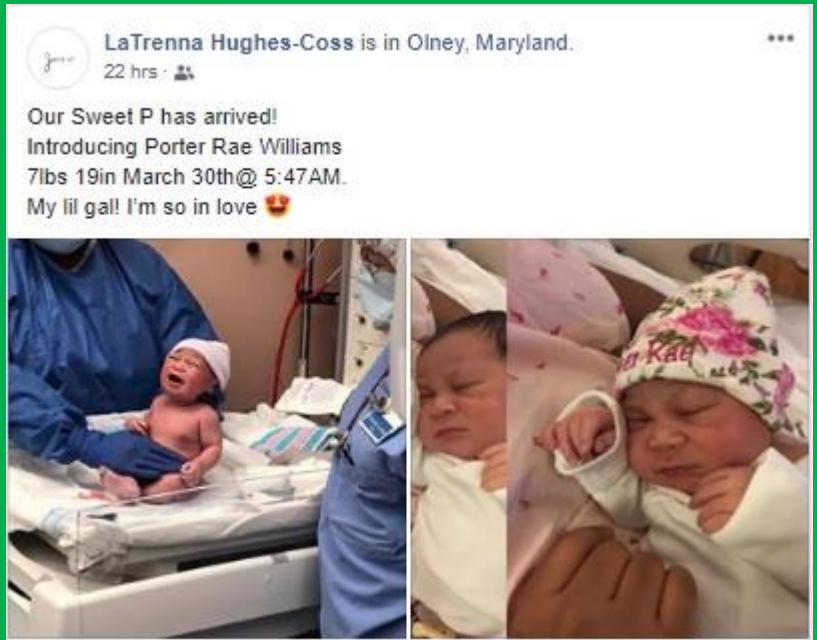 LaTrenna Hughes-Coss is in Olney, Maryland.
22 hrs ·
Our Sweet P has arrived!
Introducing Porter Rae Williams
7lbs 19in March 30th@ 5:47AM.
My lil gal! I'm so in love 😍
Rae